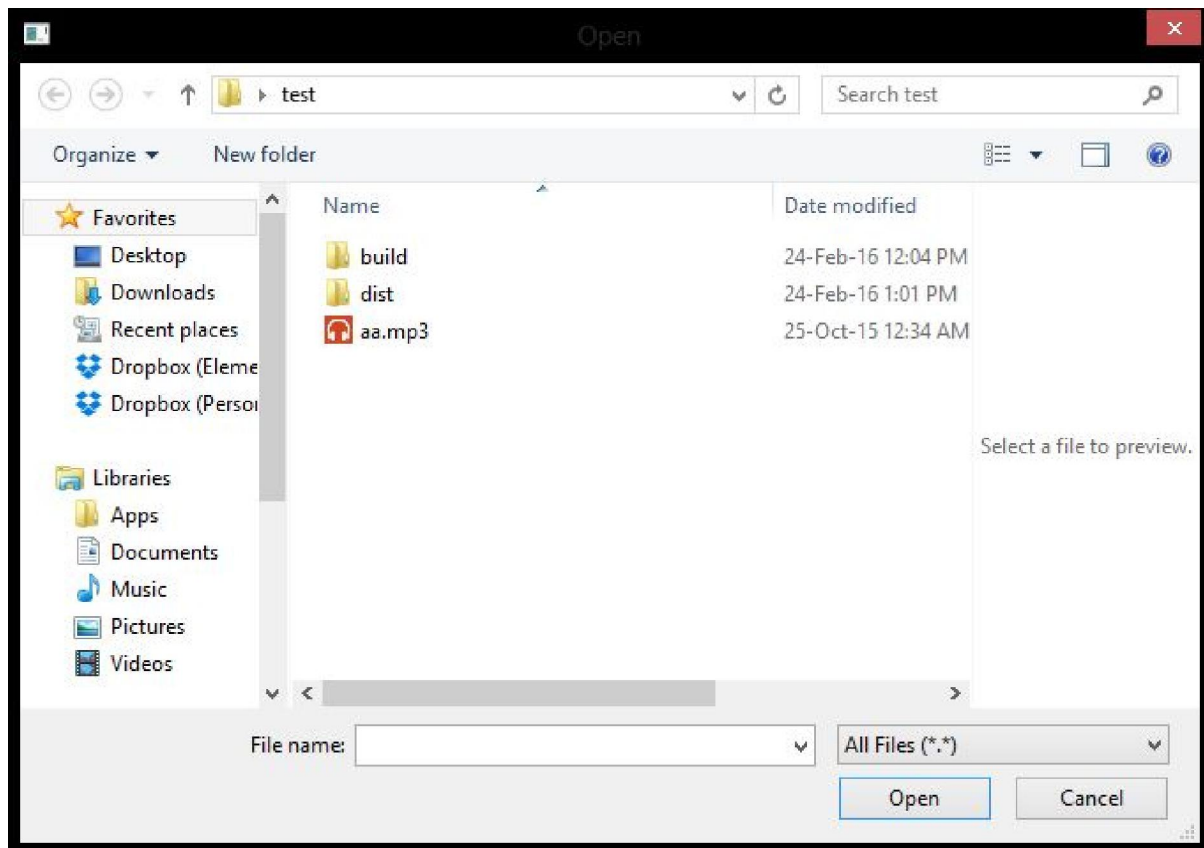 Open
test
Search test
Organize
New folder
Name
Date modified
Favorites
Desktop
Downloads
Recent places
Dropbox (Eleme
Dropbox (Person
Libraries
Apps
Documents
Music
Pictures
Videos
build 24-Feb-16 12:04 PM
dist 24-Feb-16 1:01 PM
aa.mp3 25-Oct-15 12:34 AM
Select a file to preview.
File name:
All Files (*.*)
Open
Cancel